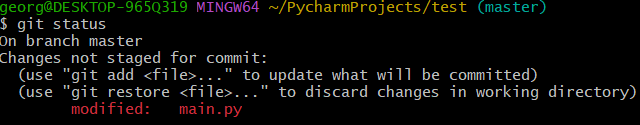 georg@DESKTOP-965Q319 MINGW64 ~/PycharmProjects/test (master)
$ git status
On branch master
Changes not staged for commit:
  (use "git add <file>..." to update what will be committed)
  (use "git restore <file>..." to discard changes in working directory)
        modified:   main.py